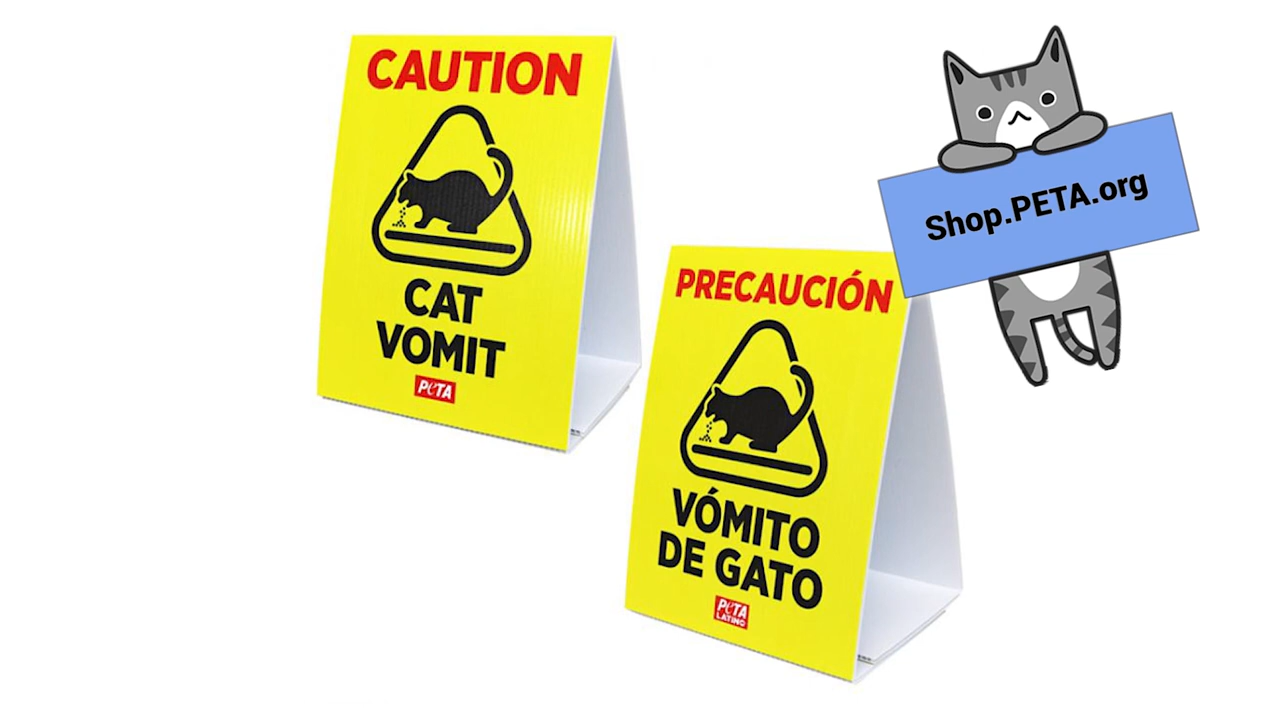 CAUTION
CAT
VOMIT
PETA
Shop.PETA.org
PRECAUCIÓN
VÓMITO
DE GATO
PETA
LATINO